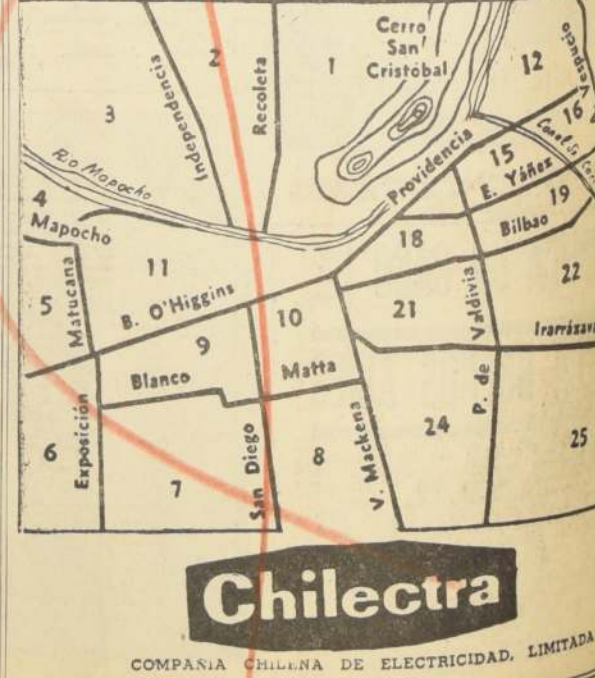 Cerro
San
Cristóbal
2
1
12
Vespucio
3
Independencia
Recoleta
16
Canal San
15
Providencia
E. Yáñez
Rio Mapocho
19
4
Mapocho
18
Bilbao
11
22
Matucana
5
B. O'Higgins
21
Valdivia
10
9
Matta
Blanco
P. de
24
Exposición
6
San Diego
V. Mackena
8
25
7
Chilectra
COMPAÑIA CHILENA DE ELECTRICIDAD, LIMITADA